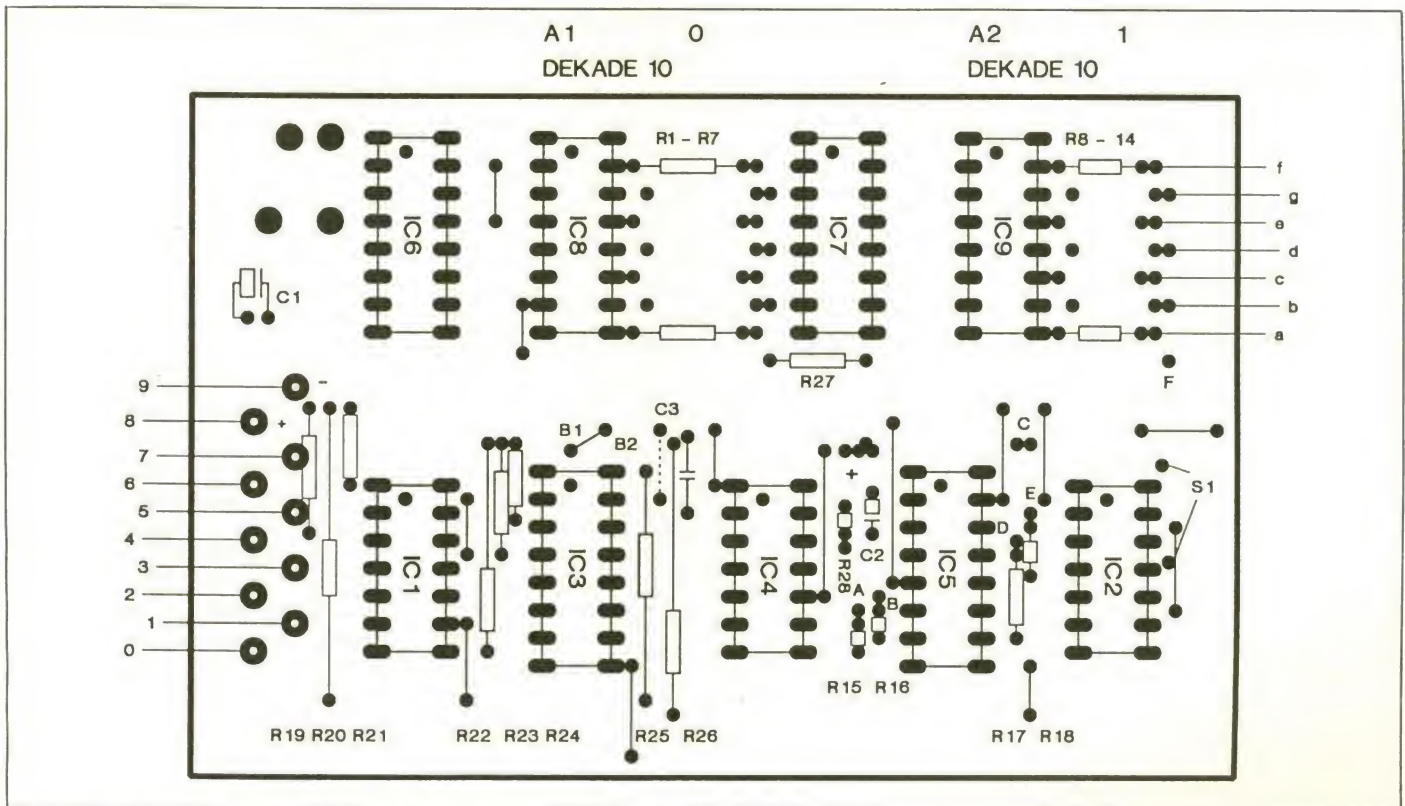 A1 0 A2 1
DEKADE 10 DEKADE 10
R1 - R7 R8 - 14
f
g
IC6 IC8 IC7 IC9 e
d
c
C1 b
a
R27 F
9 -
8 +
C3
B1 B2 C
7
6 + S1
5 E
4 D
C2
3 IC1 IC3 IC4 R28 IC5 IC2
2 A
B
1
0
R15 R16
R19 R20 R21 R22 R23 R24 R25 R26 R17 R18